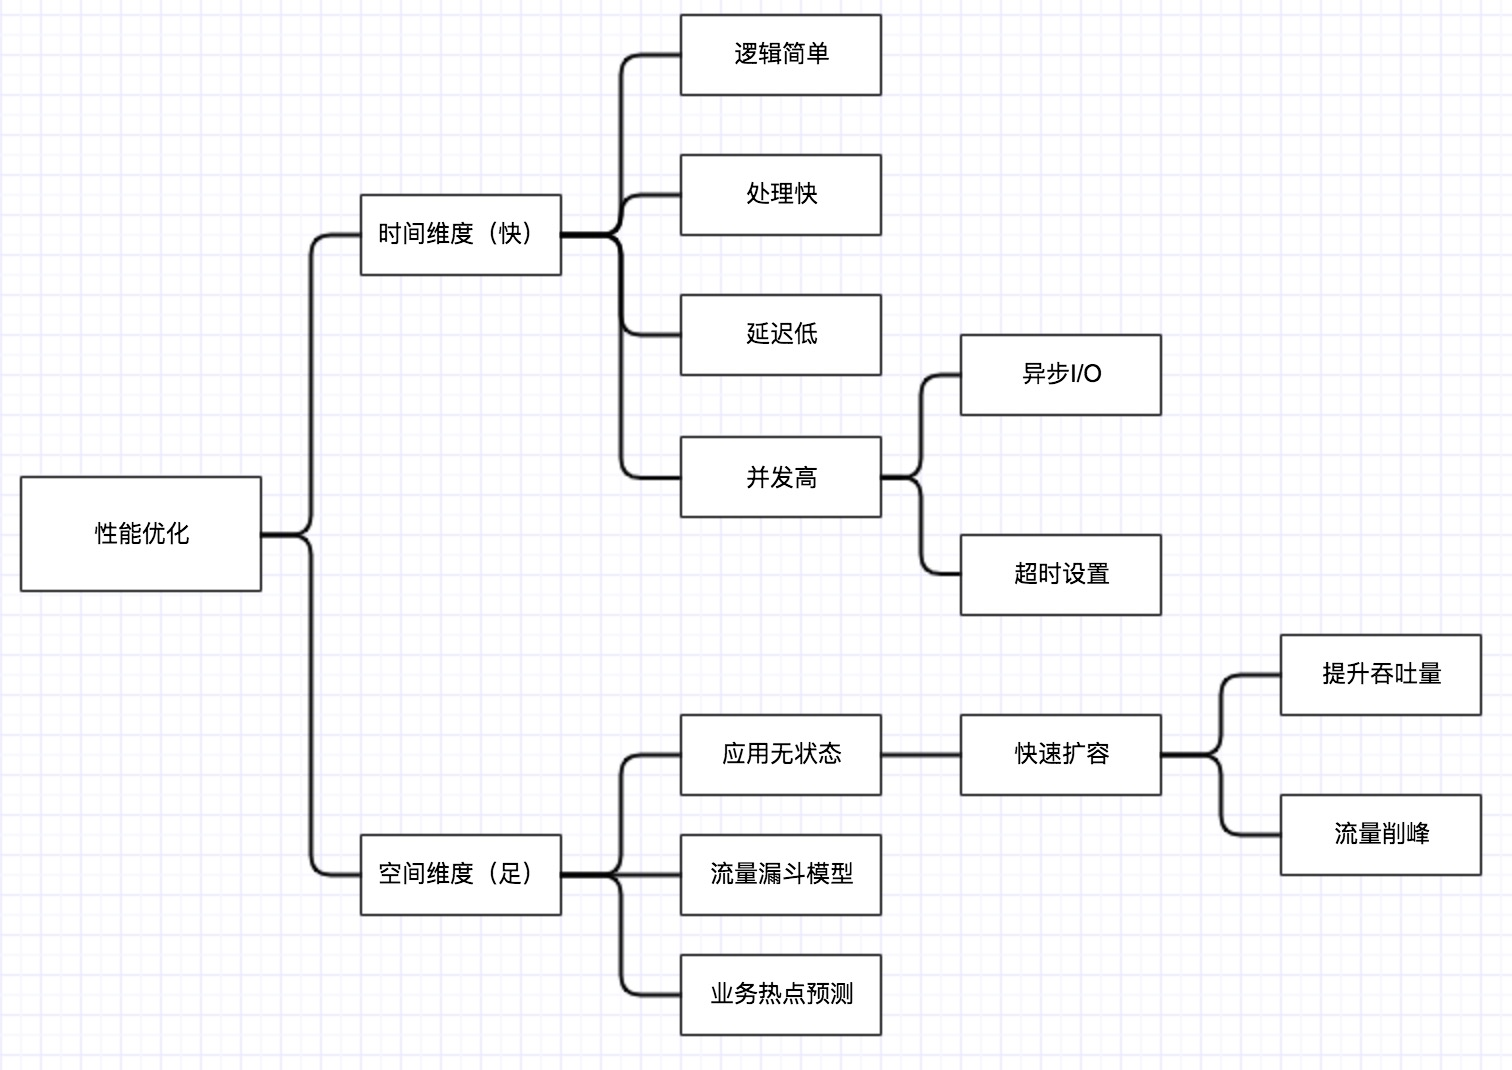 逻辑简单
处理快
时间维度（快）
延迟低
异步I/O
并发高
性能优化
超时设置
提升吞吐量
应用无状态
快速扩容
流量削峰
空间维度（足）
流量漏斗模型
业务热点预测